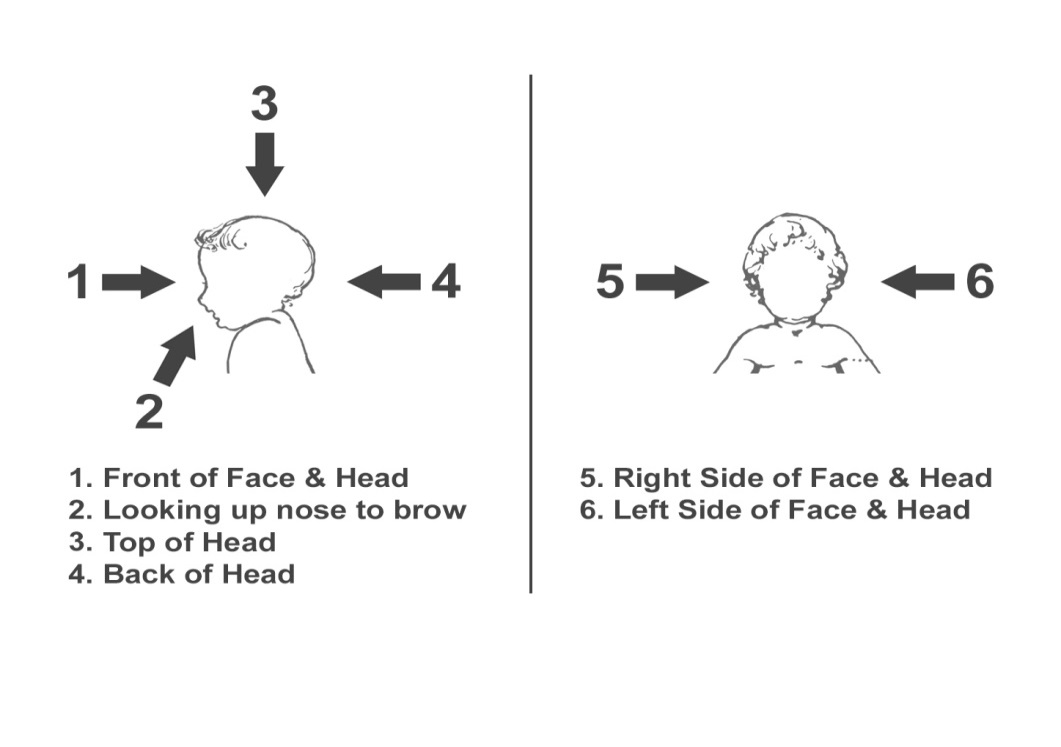 3
1
4
2
5
6
1. Front of Face & Head
2. Looking up nose to brow
3. Top of Head
4. Back of Head
5. Right Side of Face & Head
6. Left Side of Face & Head